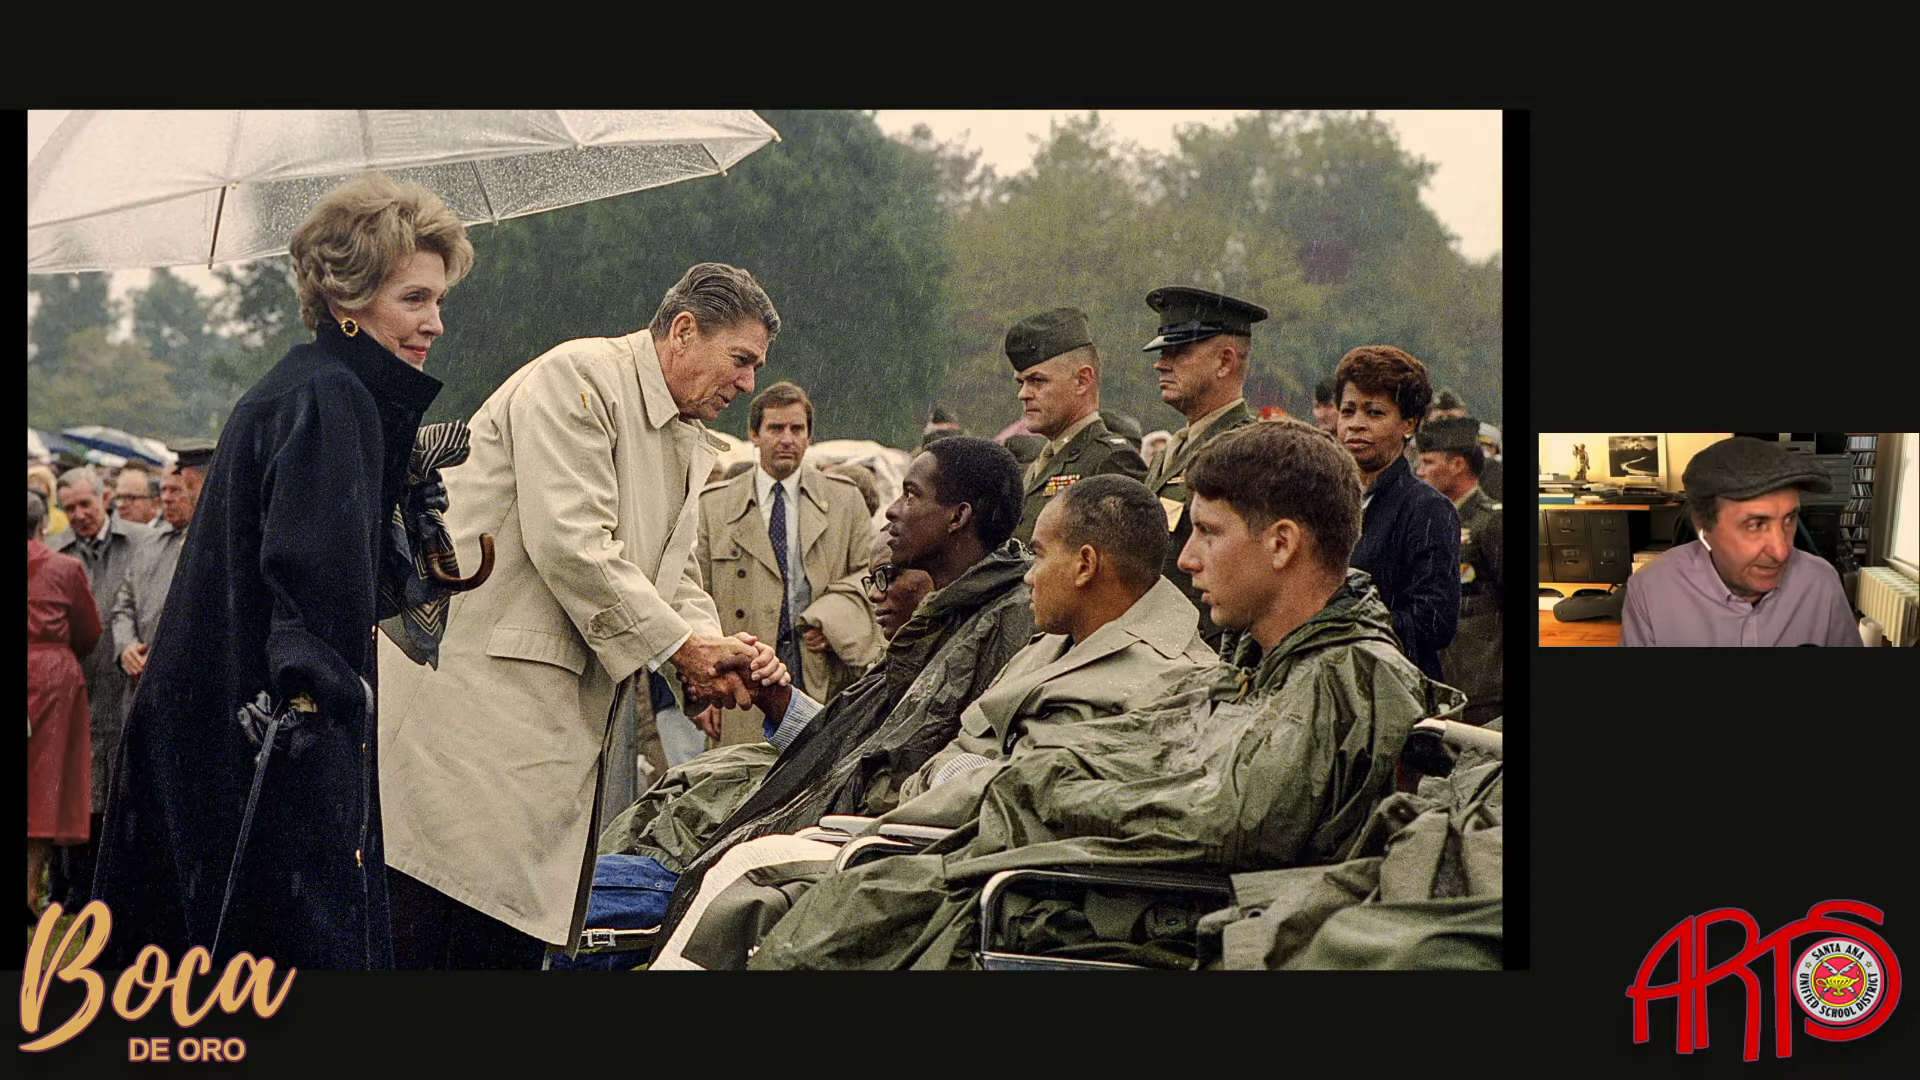 Boca
DE ORO
ARTS
SANTA ANA
UNIFIED SCHOOL DISTRICT